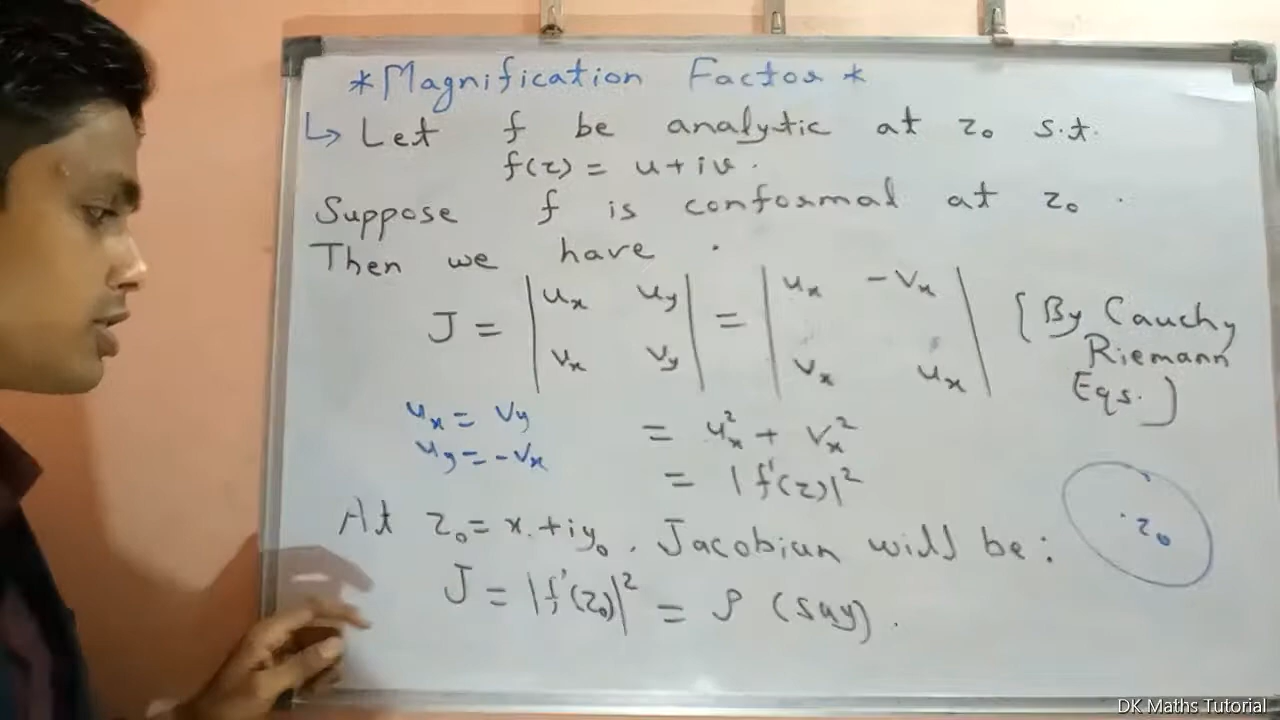 *Magnification Factor*
↳ Let f be analytic at z₀ s.t.
f(z) = u + iv.
Suppose f is conformal at z₀.
Then we have
J = | uₓ u_y ; vₓ v_y | = | uₓ -vₓ ; vₓ uₓ | [By Cauchy
Riemann
Eqs.]
uₓ = v_y
u_y = -vₓ
= uₓ² + vₓ²
= |f'(z)|²
At z₀ = x. + iy₀, Jacobian will be:
J = |f'(z₀)|² = ρ (say).
. z₀
DK Maths Tutorial